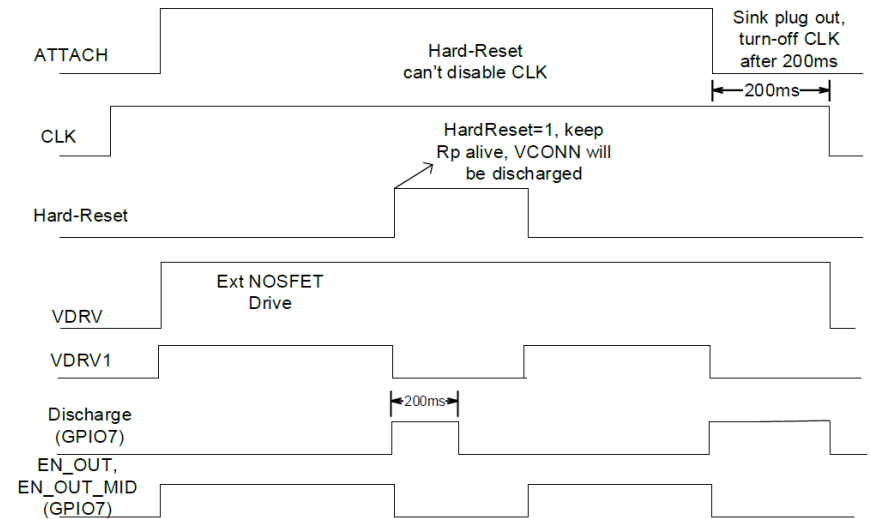 ATTACH
Hard-Reset
can't disable CLK
Sink plug out,
turn-off CLK
after 200ms
200ms
CLK
HardReset=1, keep
Rp alive, VCONN will
be discharged
Hard-Reset
Ext NOSFET
Drive
VDRV
VDRV1
200ms
Discharge
(GPIO7)
EN_OUT,
EN_OUT_MID
(GPIO7)